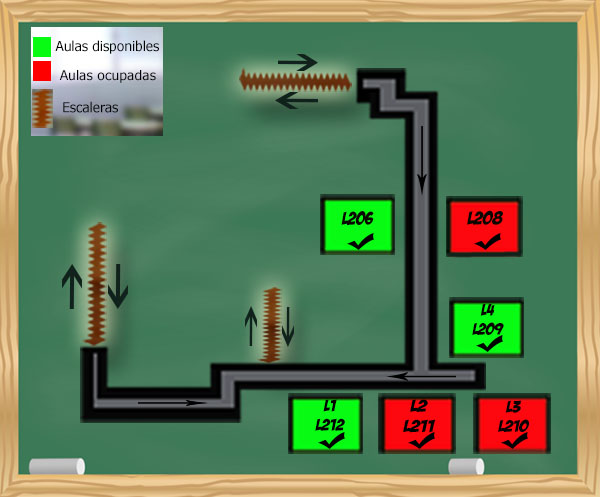 Aulas disponibles
Aulas ocupadas
Escaleras
L206
L208
L4
L209
L1
L212
L2
L211
L3
L210